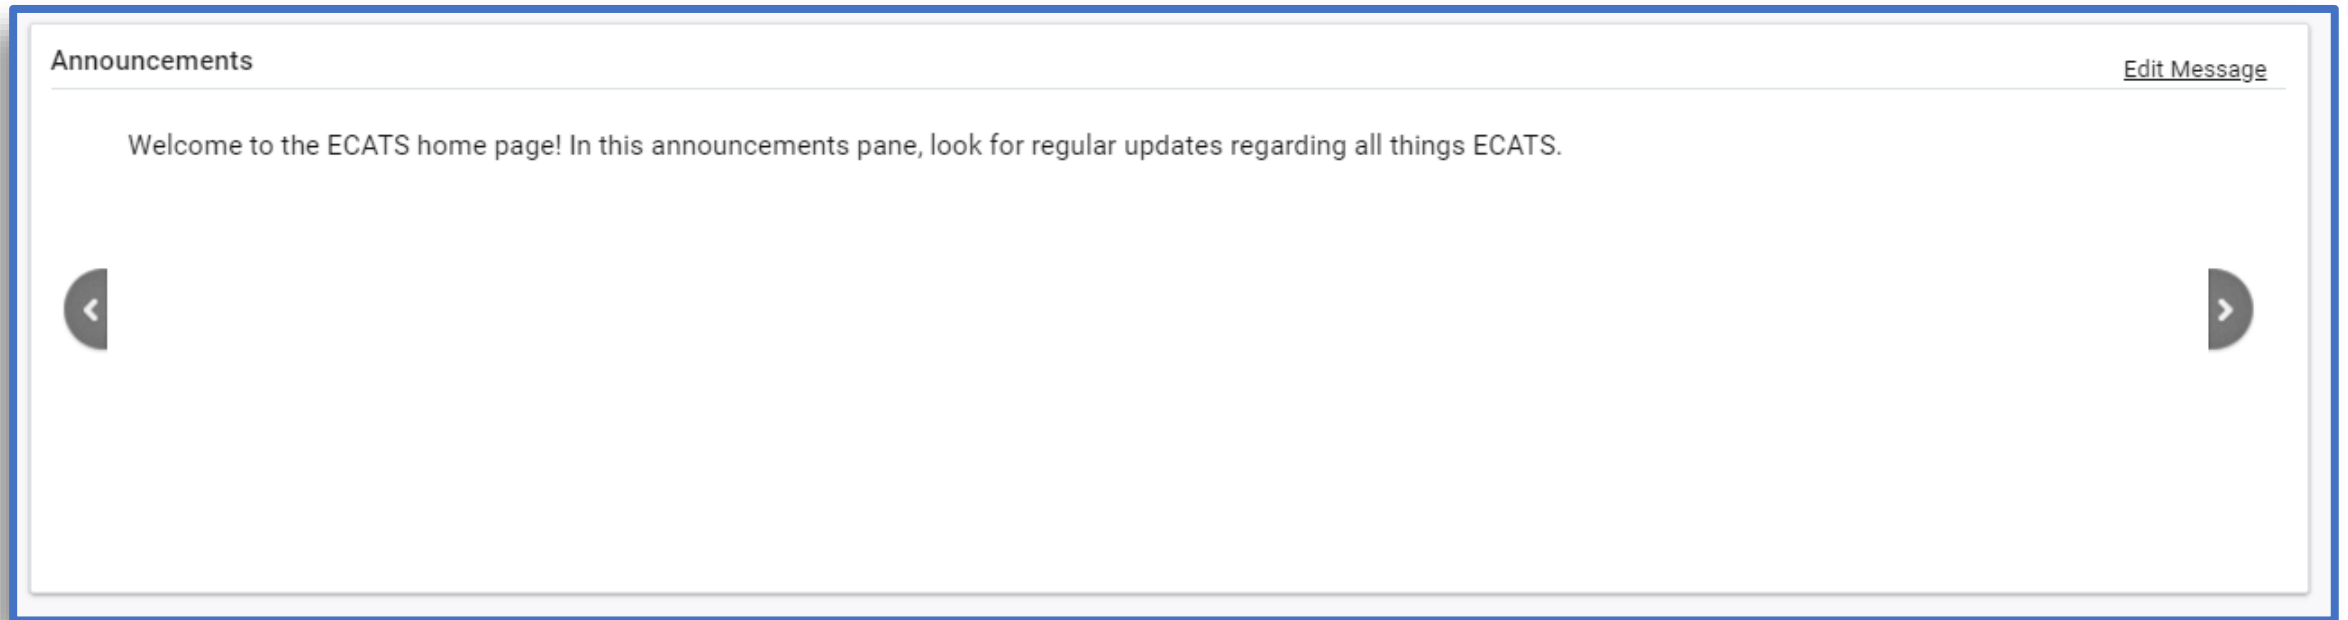 Announcements
Edit Message
Welcome to the ECATS home page! In this announcements pane, look for regular updates regarding all things ECATS.